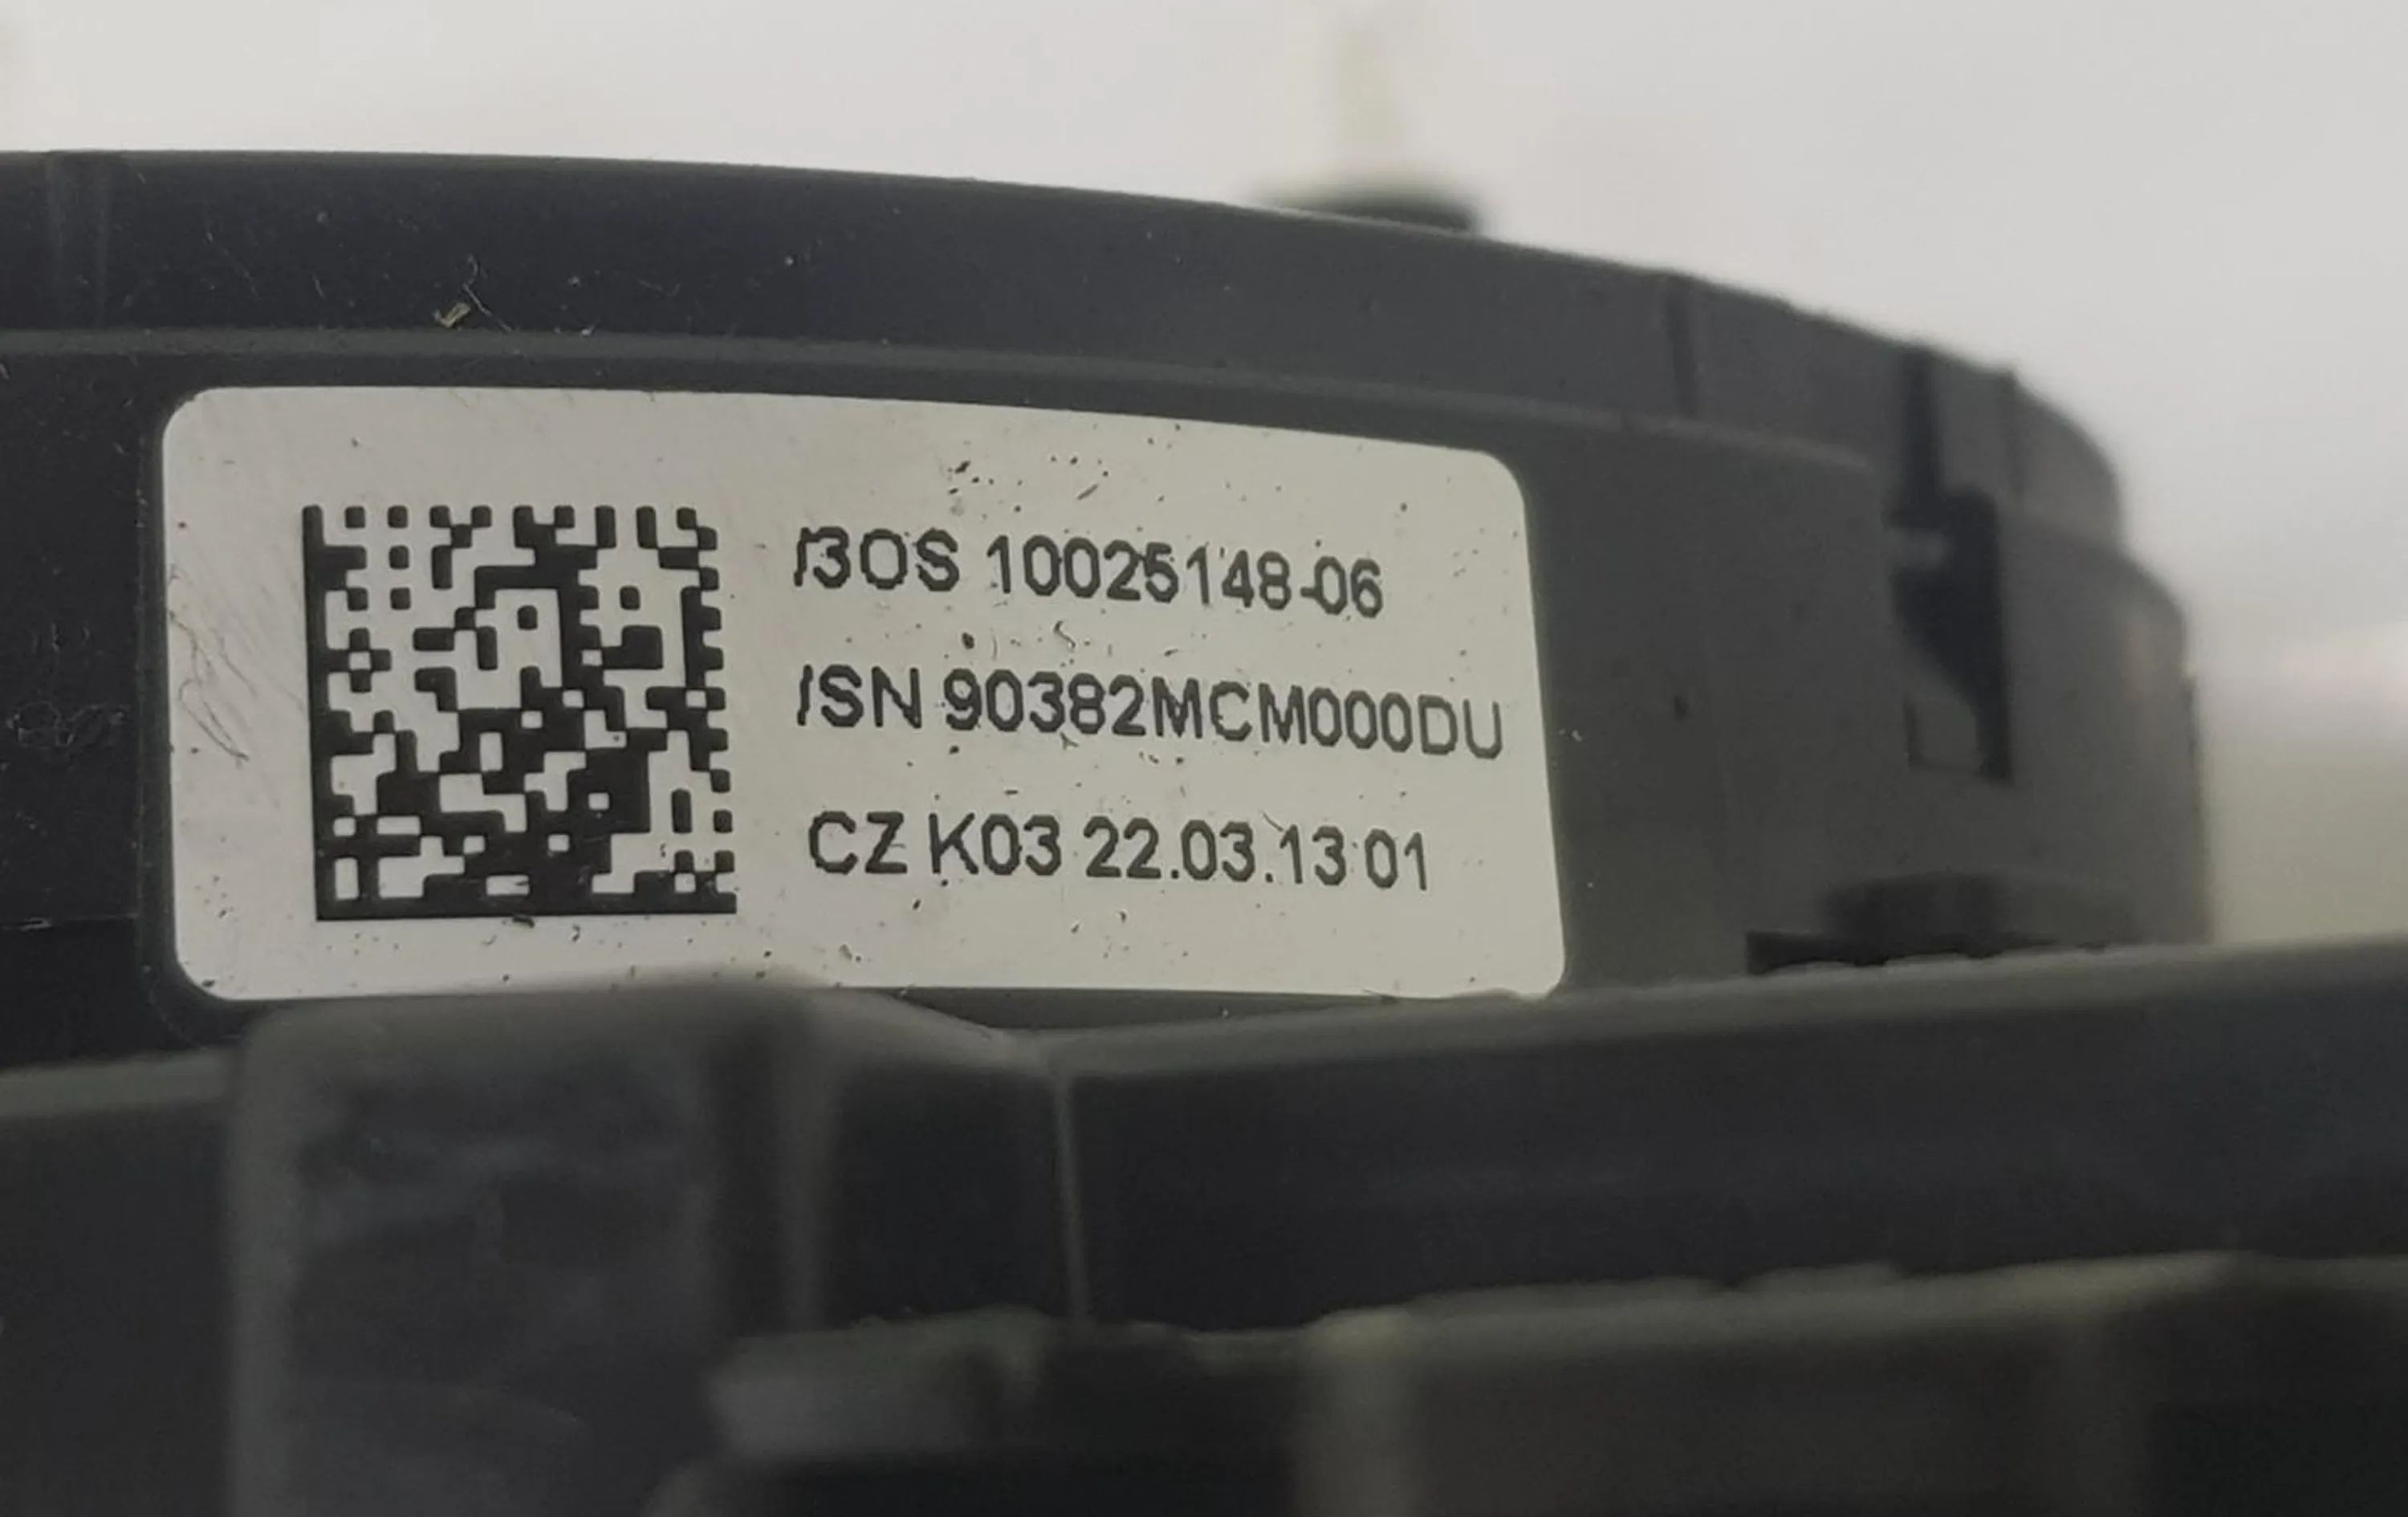 /3OS 10025148-06
/SN 90382MCM000DU
CZ K03 22.03.13 01